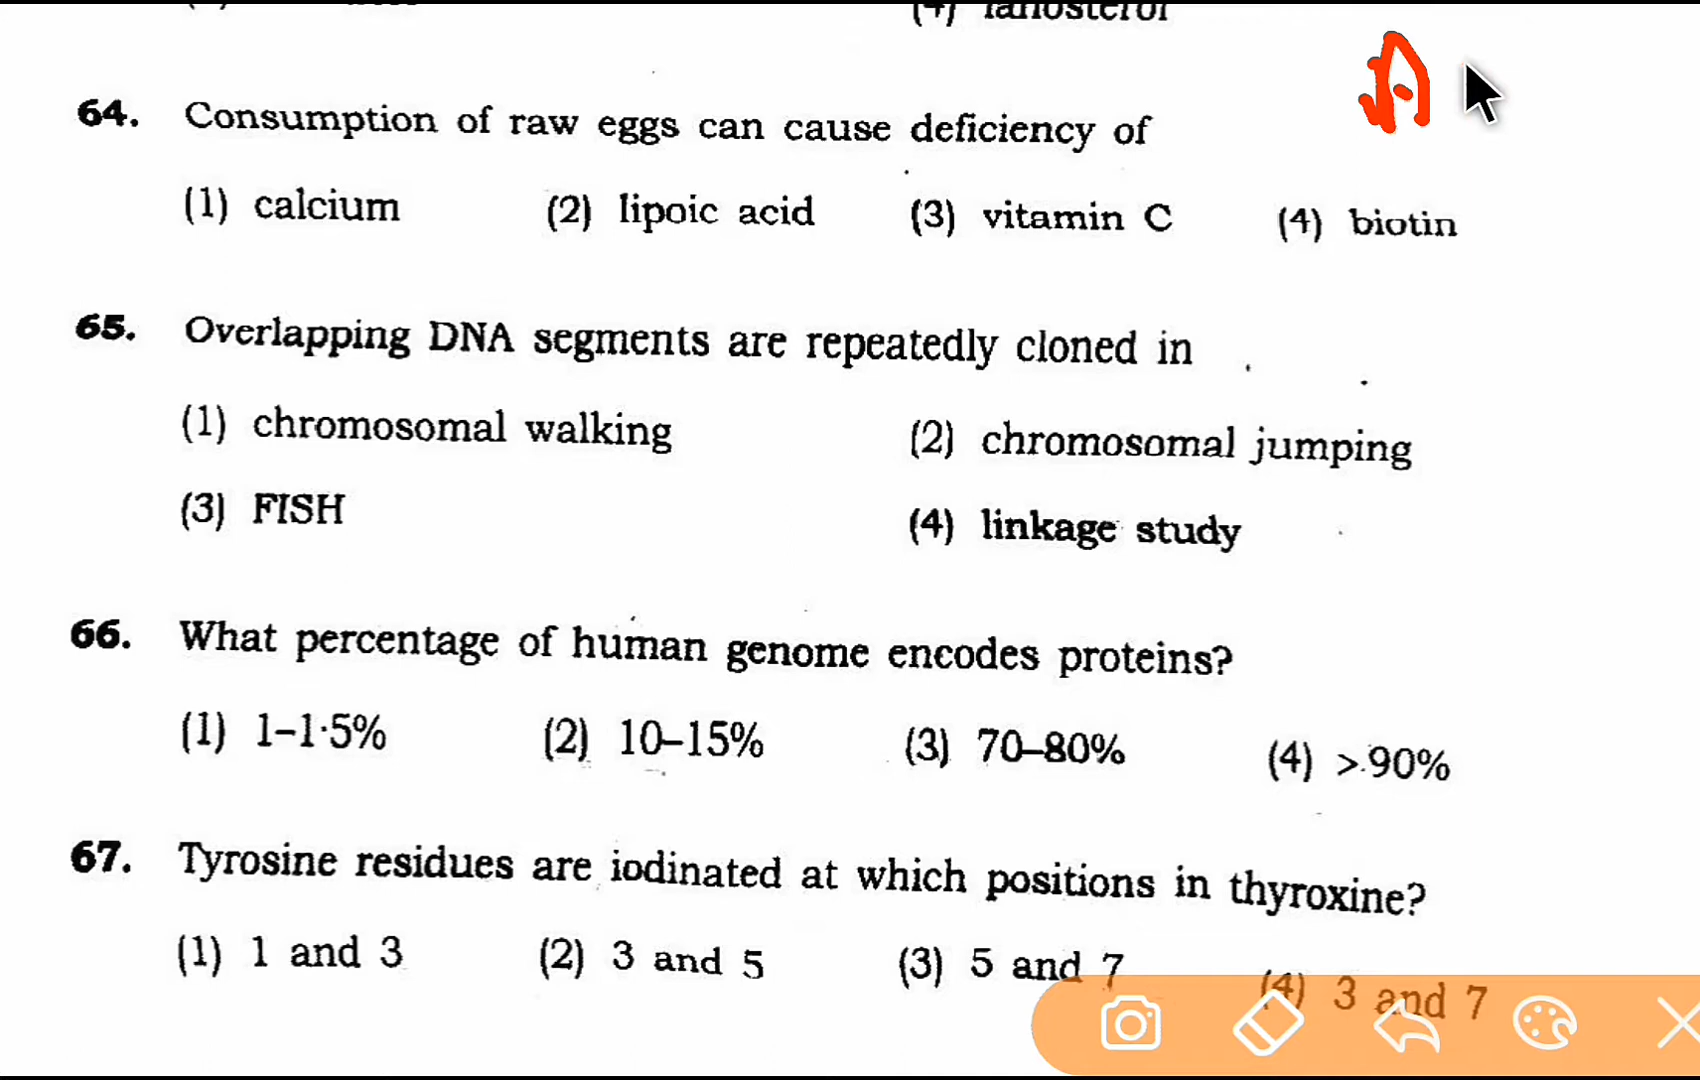 (4) lanosterol
A
64. Consumption of raw eggs can cause deficiency of
(1) calcium (2) lipoic acid (3) vitamin C (4) biotin
65. Overlapping DNA segments are repeatedly cloned in
(1) chromosomal walking (2) chromosomal jumping
(3) FISH (4) linkage study
66. What percentage of human genome encodes proteins?
(1) 1–1·5% (2) 10–15% (3) 70–80% (4) >90%
67. Tyrosine residues are iodinated at which positions in thyroxine?
(1) 1 and 3 (2) 3 and 5 (3) 5 and 7 (4) 3 and 7